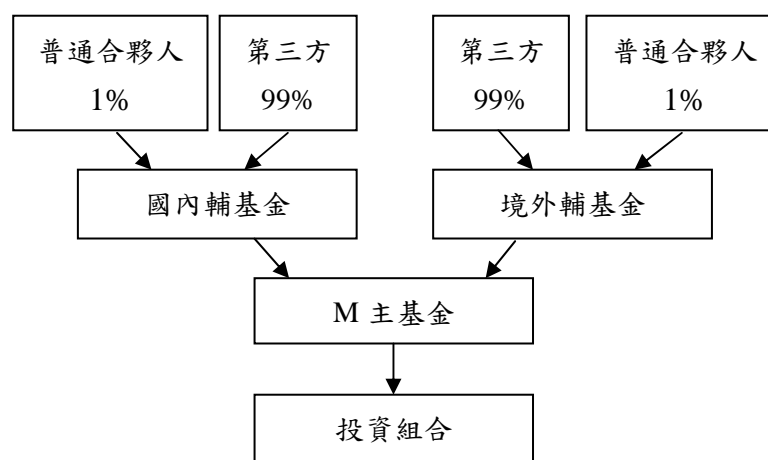 普通合夥人
1%
第三方
99%
第三方
99%
普通合夥人
1%
國內輔基金
境外輔基金
M 主基金
投資組合